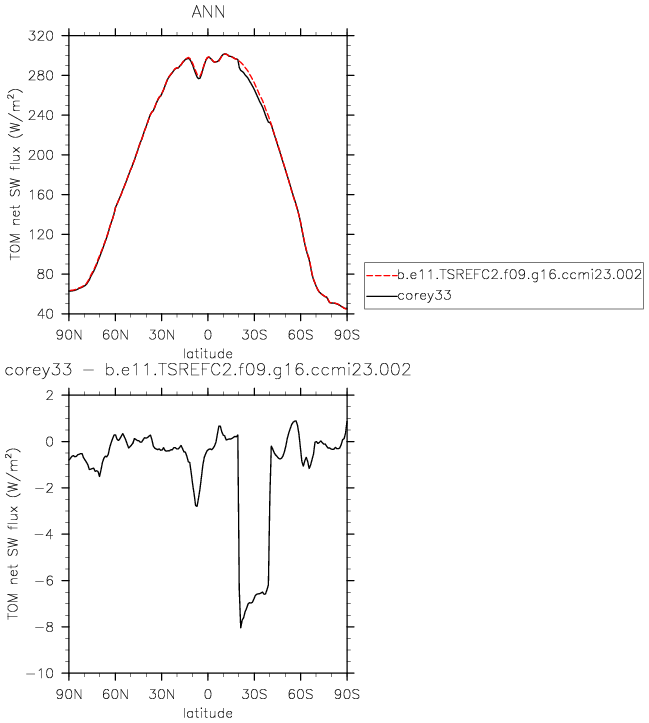 ANN
320
280
240
200
160
120
80
40
TOM net SW flux (W/m²)
90N 60N 30N 0 30S 60S 90S
latitude
b.e11.TSREFC2.f09.g16.ccmi23.002
corey33
corey33 − b.e11.TSREFC2.f09.g16.ccmi23.002
2
0
−2
−4
−6
−8
−10
TOM net SW flux (W/m²)
90N 60N 30N 0 30S 60S 90S
latitude